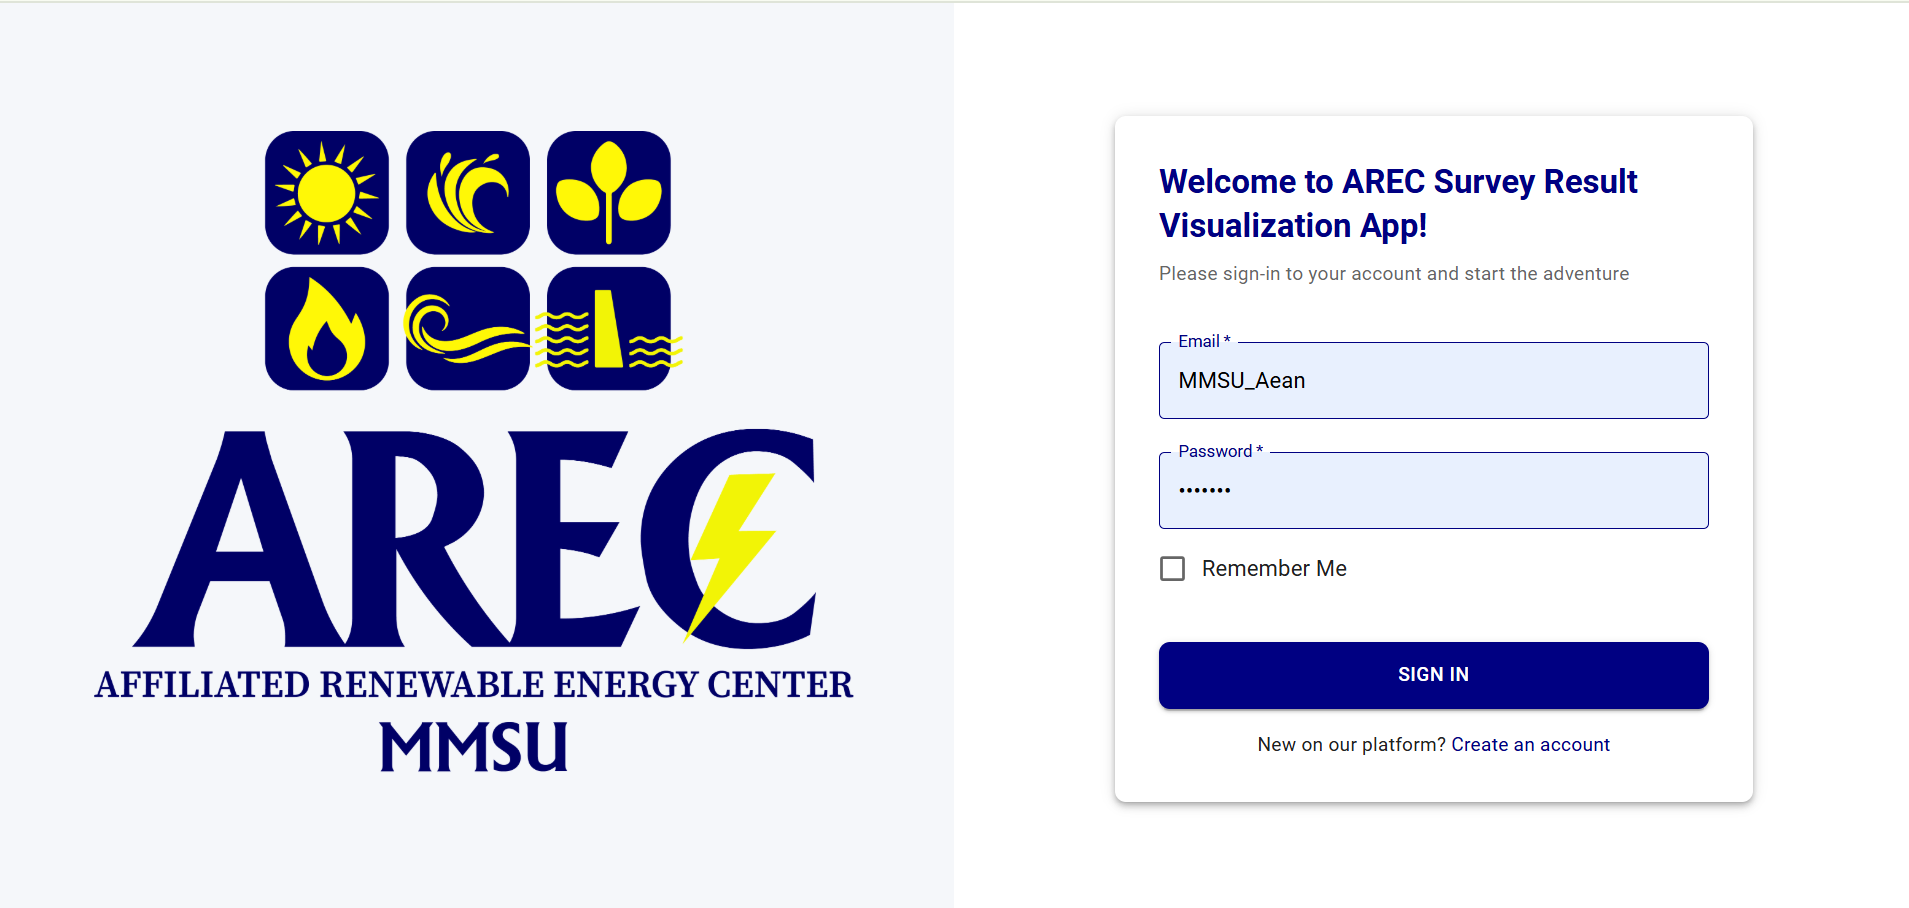 AREC
AFFILIATED RENEWABLE ENERGY CENTER
MMSU
Welcome to AREC Survey Result
Visualization App!
Please sign-in to your account and start the adventure
Email *
MMSU_Aean
Password *
•••••••
Remember Me
SIGN IN
New on our platform? Create an account